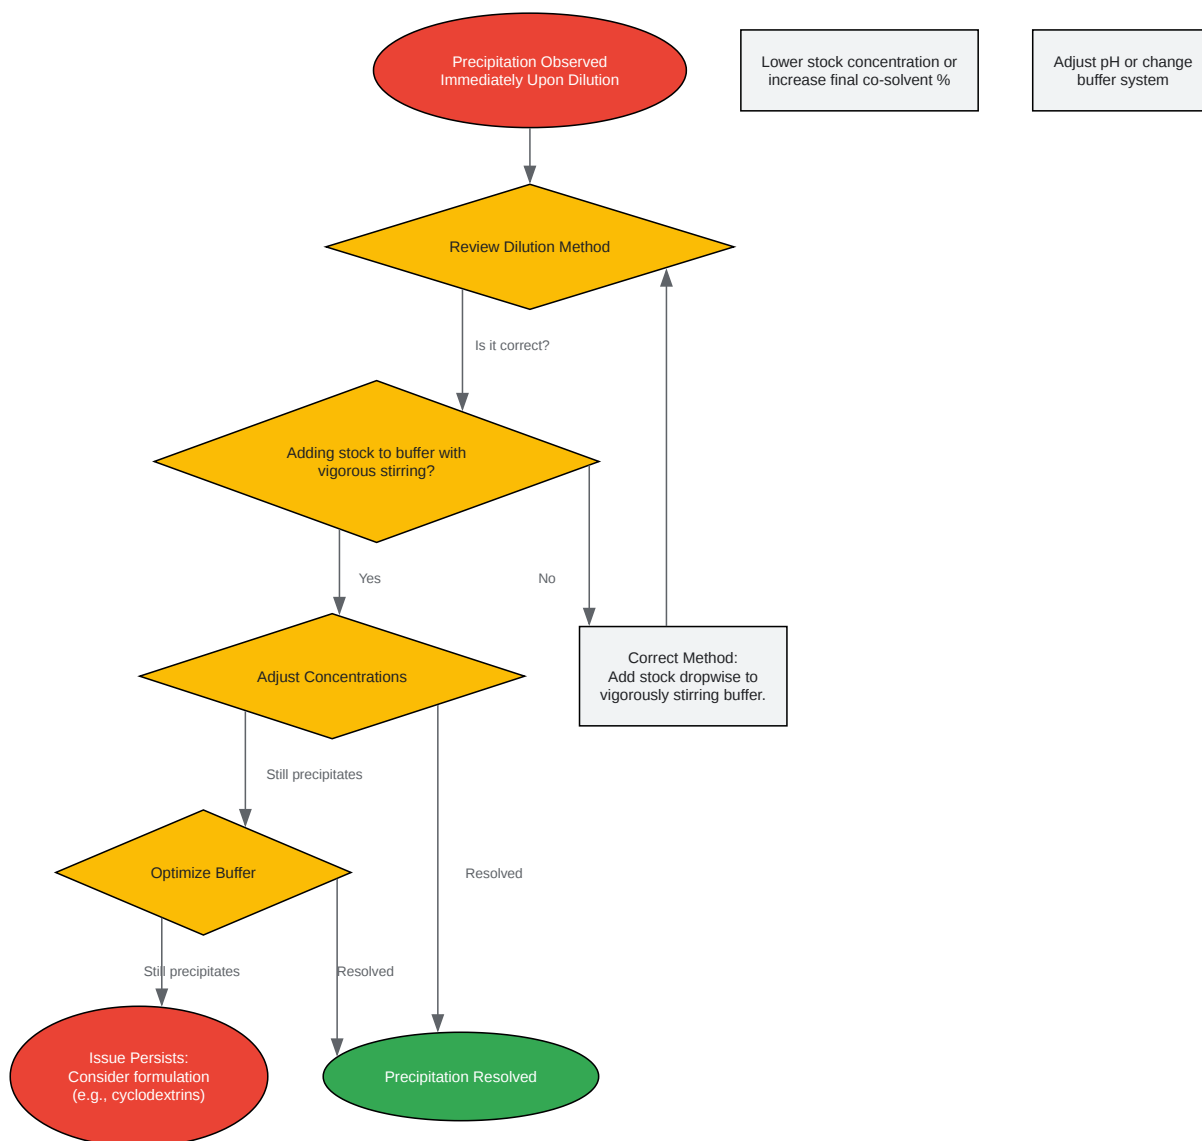 Precipitation Observed
Immediately Upon Dilution
Lower stock concentration or
increase final co-solvent %
Adjust pH or change
buffer system
Review Dilution Method
Is it correct?
Adding stock to buffer with
vigorous stirring?
Yes
No
Correct Method:
Add stock dropwise to
vigorously stirring buffer.
Adjust Concentrations
Still precipitates
Resolved
Optimize Buffer
Still precipitates
Resolved
Issue Persists:
Consider formulation
(e.g., cyclodextrins)
Precipitation Resolved